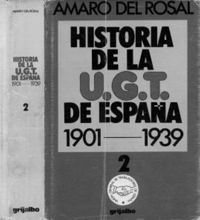 AMARO DEL ROSAL
HISTORIA
DE LA
U.G.T.
DE ESPAÑA
1901—1939
2
grijalbo
AMARO DEL ROSAL
HISTORIA
DE LA
U.G.T.
DE ESPAÑA
1901—1939
2
grijalbo